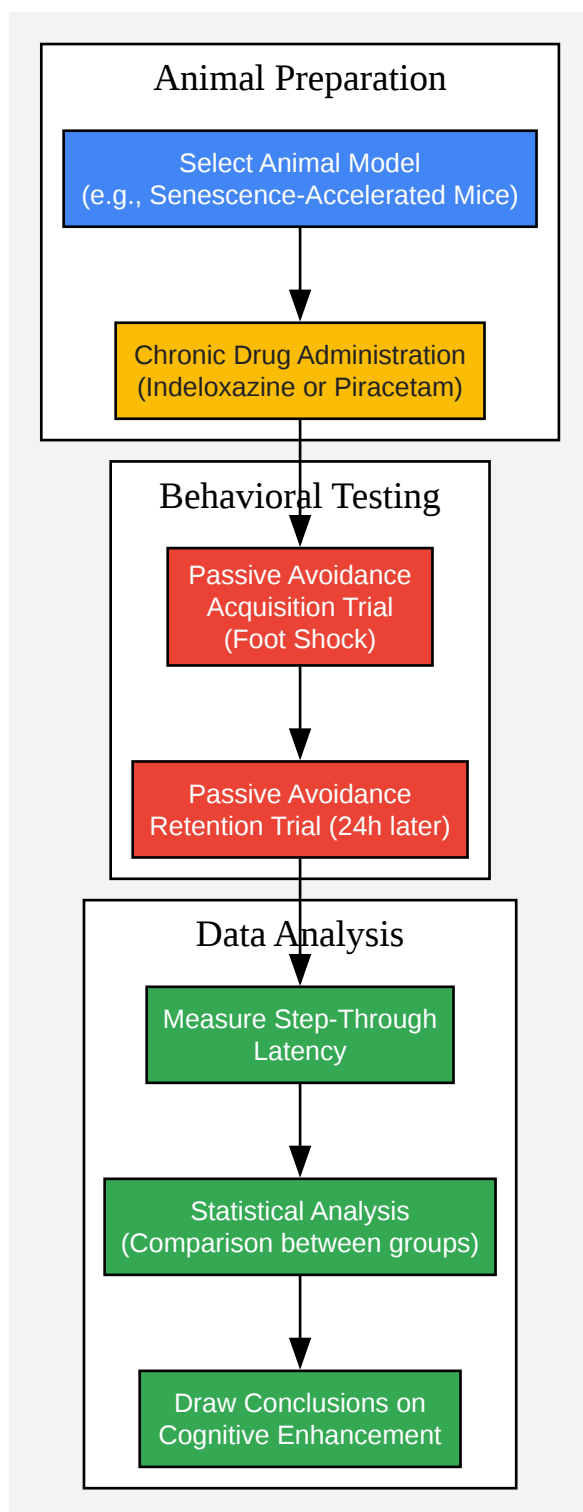 Animal Preparation
Select Animal Model
(e.g., Senescence-Accelerated Mice)
Chronic Drug Administration
(Indeloxazine or Piracetam)
Behavioral Testing
Passive Avoidance
Acquisition Trial
(Foot Shock)
Passive Avoidance
Retention Trial (24h later)
Data Analysis
Measure Step-Through
Latency
Statistical Analysis
(Comparison between groups)
Draw Conclusions on
Cognitive Enhancement